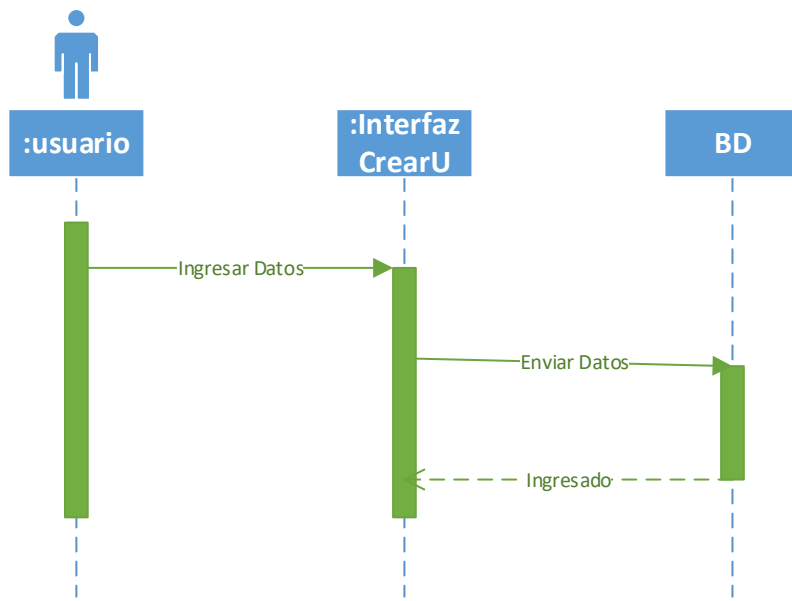 :usuario
:Interfaz
CrearU
BD
Ingresar Datos
Enviar Datos
Ingresado